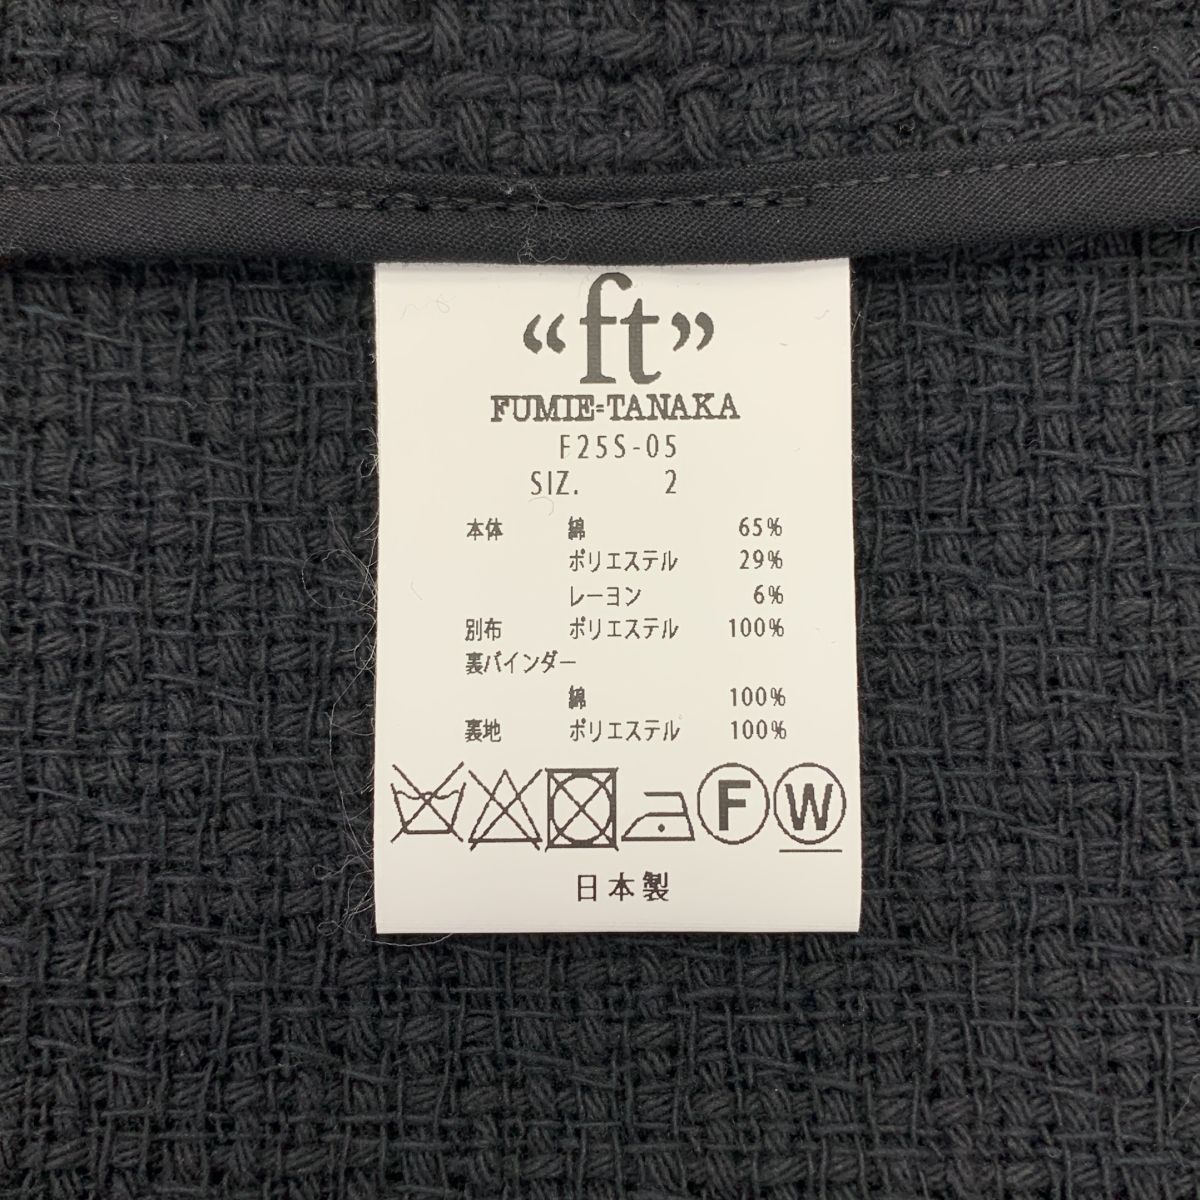 “ft”
FUMIE=TANAKA
F25S-05
SIZ. 2
本体 綿 65%
ポリエステル 29%
レーヨン 6%
別布 ポリエステル 100%
裏バインダー
綿 100%
裏地 ポリエステル 100%
F W
日本製